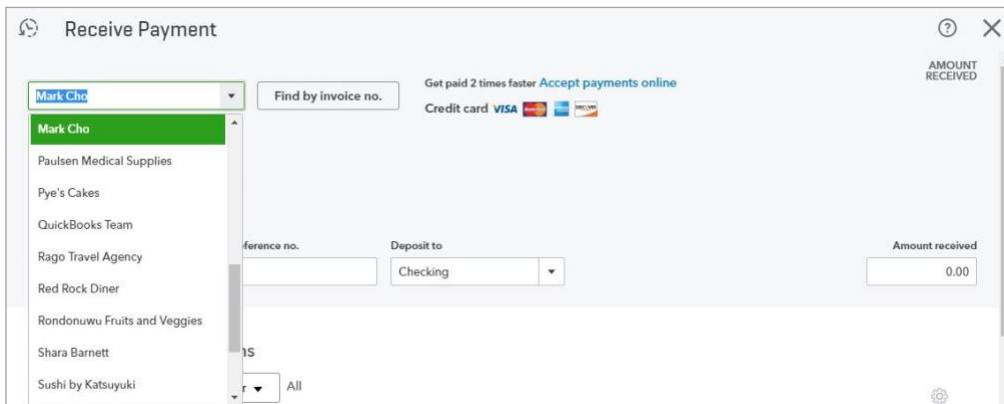 Receive Payment
AMOUNT
RECEIVED
Mark Cho
Find by invoice no.
Get paid 2 times faster Accept payments online
Credit card VISA
DISCOVER
Mark Cho
Paulsen Medical Supplies
Pye's Cakes
QuickBooks Team
Rago Travel Agency
Red Rock Diner
Rondonuwu Fruits and Veggies
Shara Barnett
Sushi by Katsuyuki
ference no.
Deposit to
Amount received
Checking
0.00
ns
r
All